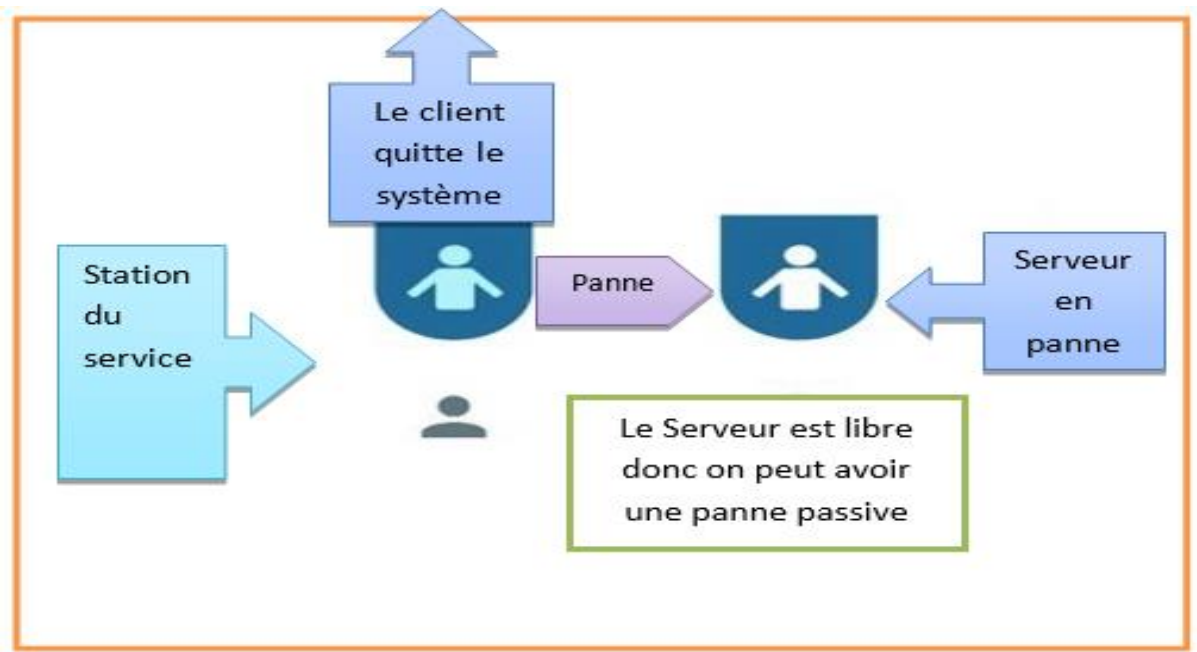 Le client
quitte le
système
Station
du
service
Panne
Serveur
en
panne
Le Serveur est libre
donc on peut avoir
une panne passive